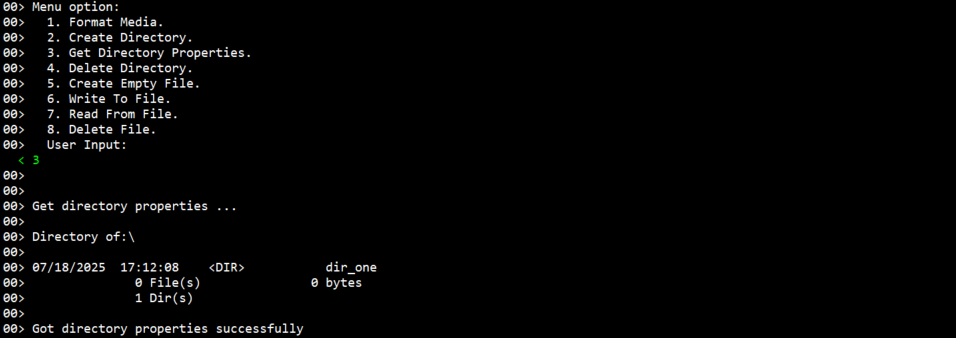 00> Menu option:
00>   1. Format Media.
00>   2. Create Directory.
00>   3. Get Directory Properties.
00>   4. Delete Directory.
00>   5. Create Empty File.
00>   6. Write To File.
00>   7. Read From File.
00>   8. Delete File.
00>   User Input:
  < 3
00>
00>
00> Get directory properties ...
00>
00> Directory of:\
00>
00> 07/18/2025  17:12:08    <DIR>           dir_one
00>               0 File(s)               0 bytes
00>               1 Dir(s)
00>
00> Got directory properties successfully